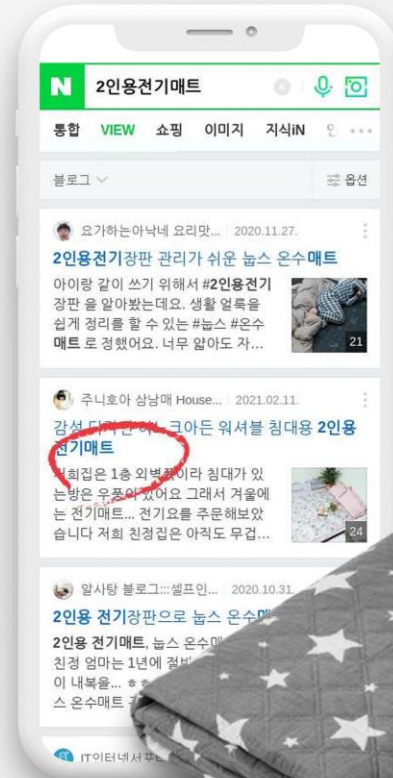 N 2인용전기매트
통합 VIEW 쇼핑 이미지 지식iN
블로그 옵션
요가하는아낙네 요리맛... 2020.11.27.
2인용전기장판 관리가 쉬운 눕스 온수매트
아이랑 같이 쓰기 위해서 #2인용전기
장판 을 알아봤는데요. 생활 얼룩을
쉽게 정리를 할 수 있는 #눕스 #온수
매트 로 정했어요. 너무 얇아도 자...
21
주니호아 삼남매 House... 2021.02.11.
감성 워셔블 침대용 2인용
전기매트
저희집은 1층 외벽쪽이라 침대가 있
는방은 우풍이 있어요 그래서 겨울에
는 전기매트... 전기요를 주문해보았
습니다 저희 친정집은 아직도 무겁...
24
알사탕 블로그:::셀프인... 2020.10.31.
2인용 전기장판으로 눕스 온수
2인용 전기매트, 눕스 온수
친정 엄마는 1년에
이 내복을...
스 온수매트